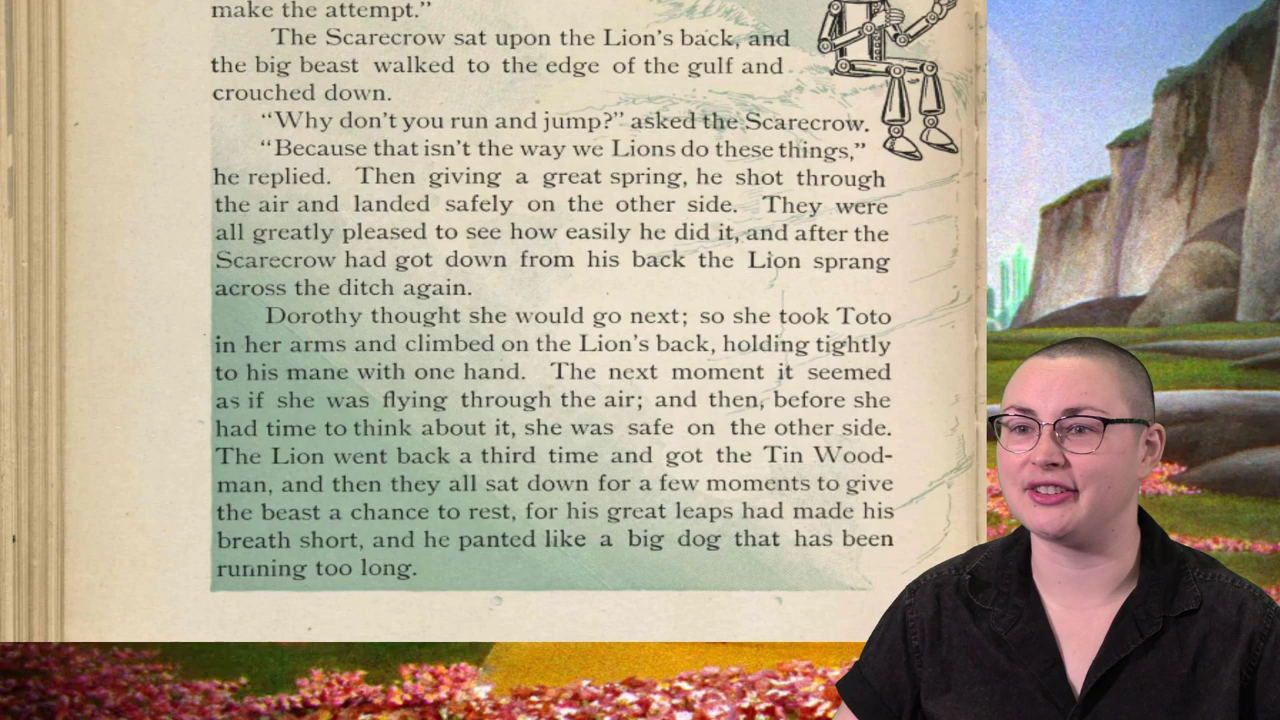 make the attempt.”
The Scarecrow sat upon the Lion’s back, and
the big beast walked to the edge of the gulf and
crouched down.
“Why don’t you run and jump?” asked the Scarecrow.
“Because that isn’t the way we Lions do these things,”
he replied. Then giving a great spring, he shot through
the air and landed safely on the other side. They were
all greatly pleased to see how easily he did it, and after the
Scarecrow had got down from his back the Lion sprang
across the ditch again.
Dorothy thought she would go next; so she took Toto
in her arms and climbed on the Lion’s back, holding tightly
to his mane with one hand. The next moment it seemed
as if she was flying through the air; and then, before she
had time to think about it, she was safe on the other side.
The Lion went back a third time and got the Tin Wood-
man, and then they all sat down for a few moments to give
the beast a chance to rest, for his great leaps had made his
breath short, and he panted like a big dog that has been
running too long.